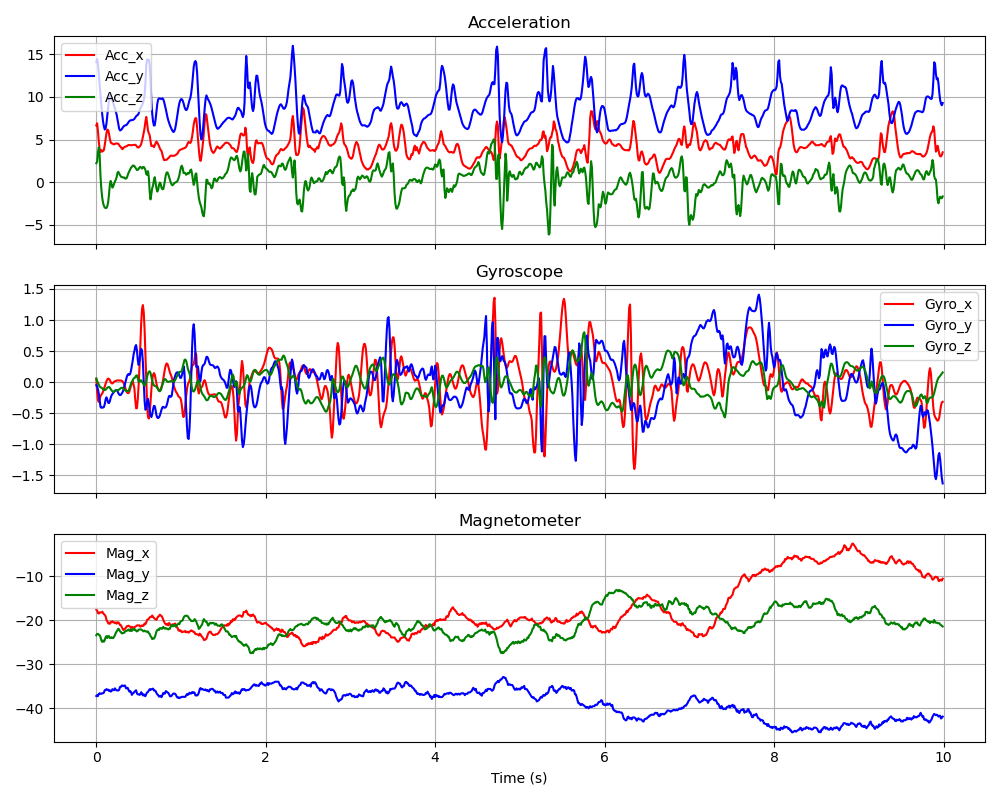 Acceleration
15
10
5
0
−5
Acc_x
Acc_y
Acc_z
Gyroscope
1.5
1.0
0.5
0.0
−0.5
−1.0
−1.5
Gyro_x
Gyro_y
Gyro_z
Magnetometer
−10
−20
−30
−40
Mag_x
Mag_y
Mag_z
0 2 4 6 8 10
Time (s)